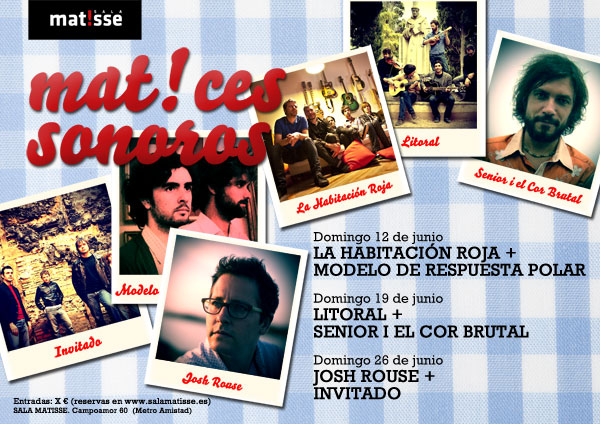 SALA
mat!sse
mat!ces
sonoros
Litoral
Senior i el Cor Brutal
La Habitación Roja
Modelo
Invitado
Josh Rouse
Domingo 12 de junio
LA HABITACIÓN ROJA +
MODELO DE RESPUESTA POLAR
Domingo 19 de junio
LITORAL +
SENIOR I EL COR BRUTAL
Domingo 26 de junio
JOSH ROUSE +
INVITADO
Entradas: X € (reservas en www.salamatisse.es)
SALA MATISSE. Campoamor 60 (Metro Amistad)